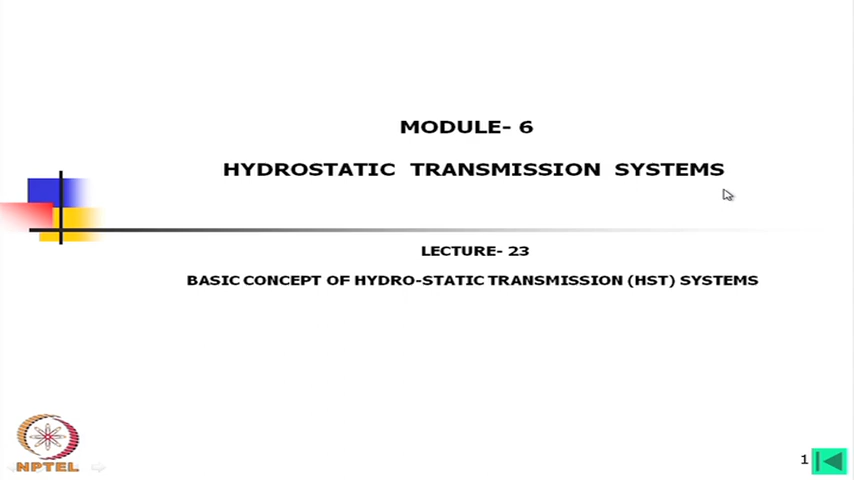 MODULE- 6
HYDROSTATIC TRANSMISSION SYSTEMS
LECTURE- 23
BASIC CONCEPT OF HYDRO-STATIC TRANSMISSION (HST) SYSTEMS
NPTEL
1